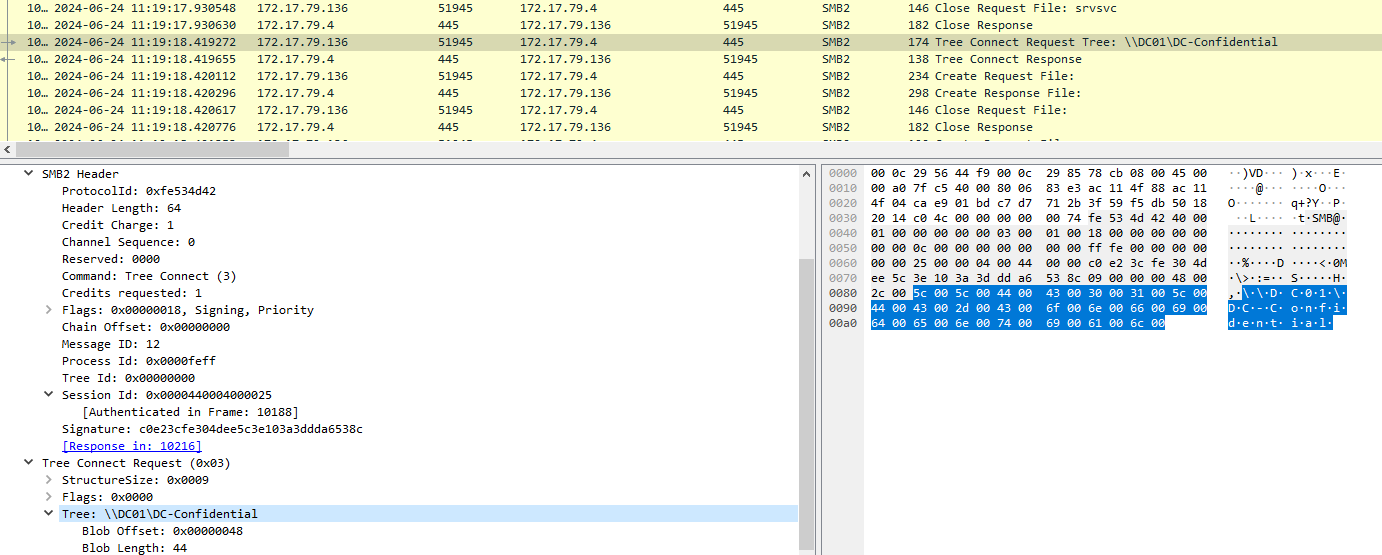 10… 2024-06-24 11:19:17.930548 172.17.79.136 51945 172.17.79.4 445 SMB2 146 Close Request File: srvsvc
10… 2024-06-24 11:19:17.930630 172.17.79.4 445 172.17.79.136 51945 SMB2 182 Close Response
10… 2024-06-24 11:19:18.419272 172.17.79.136 51945 172.17.79.4 445 SMB2 174 Tree Connect Request Tree: \\DC01\DC-Confidential
10… 2024-06-24 11:19:18.419655 172.17.79.4 445 172.17.79.136 51945 SMB2 138 Tree Connect Response
10… 2024-06-24 11:19:18.420112 172.17.79.136 51945 172.17.79.4 445 SMB2 234 Create Request File:
10… 2024-06-24 11:19:18.420296 172.17.79.4 445 172.17.79.136 51945 SMB2 298 Create Response File:
10… 2024-06-24 11:19:18.420617 172.17.79.136 51945 172.17.79.4 445 SMB2 146 Close Request File:
10… 2024-06-24 11:19:18.420776 172.17.79.4 445 172.17.79.136 51945 SMB2 182 Close Response
SMB2 Header
ProtocolId: 0xfe534d42
Header Length: 64
Credit Charge: 1
Channel Sequence: 0
Reserved: 0000
Command: Tree Connect (3)
Credits requested: 1
Flags: 0x00000018, Signing, Priority
Chain Offset: 0x00000000
Message ID: 12
Process Id: 0x0000feff
Tree Id: 0x00000000
Session Id: 0x0000440004000025
[Authenticated in Frame: 10188]
Signature: c0e23cfe304dee5c3e103a3ddda6538c
[Response in: 10216]
Tree Connect Request (0x03)
StructureSize: 0x0009
Flags: 0x0000
Tree: \\DC01\DC-Confidential
Blob Offset: 0x00000048
Blob Length: 44
0000 00 0c 29 56 44 f9 00 0c 29 85 78 cb 08 00 45 00 ··)VD··· )·x···E·
0010 00 a0 7f c5 40 00 80 06 83 e3 ac 11 4f 88 ac 11 ····@··· ····O···
0020 4f 04 ca e9 01 bd c7 d7 71 2b 3f 59 f5 db 50 18 O······· q+?Y··P·
0030 20 14 c0 4c 00 00 00 00 00 74 fe 53 4d 42 40 00  ··L···· ·t·SMB@·
0040 01 00 00 00 00 00 03 00 01 00 18 00 00 00 00 00 ········ ········
0050 00 00 0c 00 00 00 00 00 00 00 ff fe 00 00 00 00 ········ ········
0060 00 00 25 00 00 04 00 44 00 00 c0 e2 3c fe 30 4d ··%····D ····<·0M
0070 ee 5c 3e 10 3a 3d dd a6 53 8c 09 00 00 00 48 00 ·\>·:=·· S·····H·
0080 2c 00 5c 00 5c 00 44 00 43 00 30 00 31 00 5c 00 ,·\·\·D· C·0·1·\·
0090 44 00 43 00 2d 00 43 00 6f 00 6e 00 66 00 69 00 D·C·-·C· o·n·f·i·
00a0 64 00 65 00 6e 00 74 00 69 00 61 00 6c 00 d·e·n·t· i·a·l·